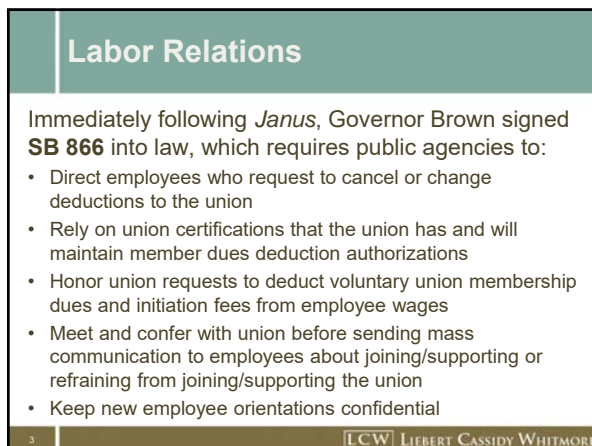 Labor Relations
Immediately following Janus, Governor Brown signed
SB 866 into law, which requires public agencies to:
• Direct employees who request to cancel or change
deductions to the union
• Rely on union certifications that the union has and will
maintain member dues deduction authorizations
• Honor union requests to deduct voluntary union membership
dues and initiation fees from employee wages
• Meet and confer with union before sending mass
communication to employees about joining/supporting or
refraining from joining/supporting the union
• Keep new employee orientations confidential
3
LCW LIEBERT CASSIDY WHITMORE